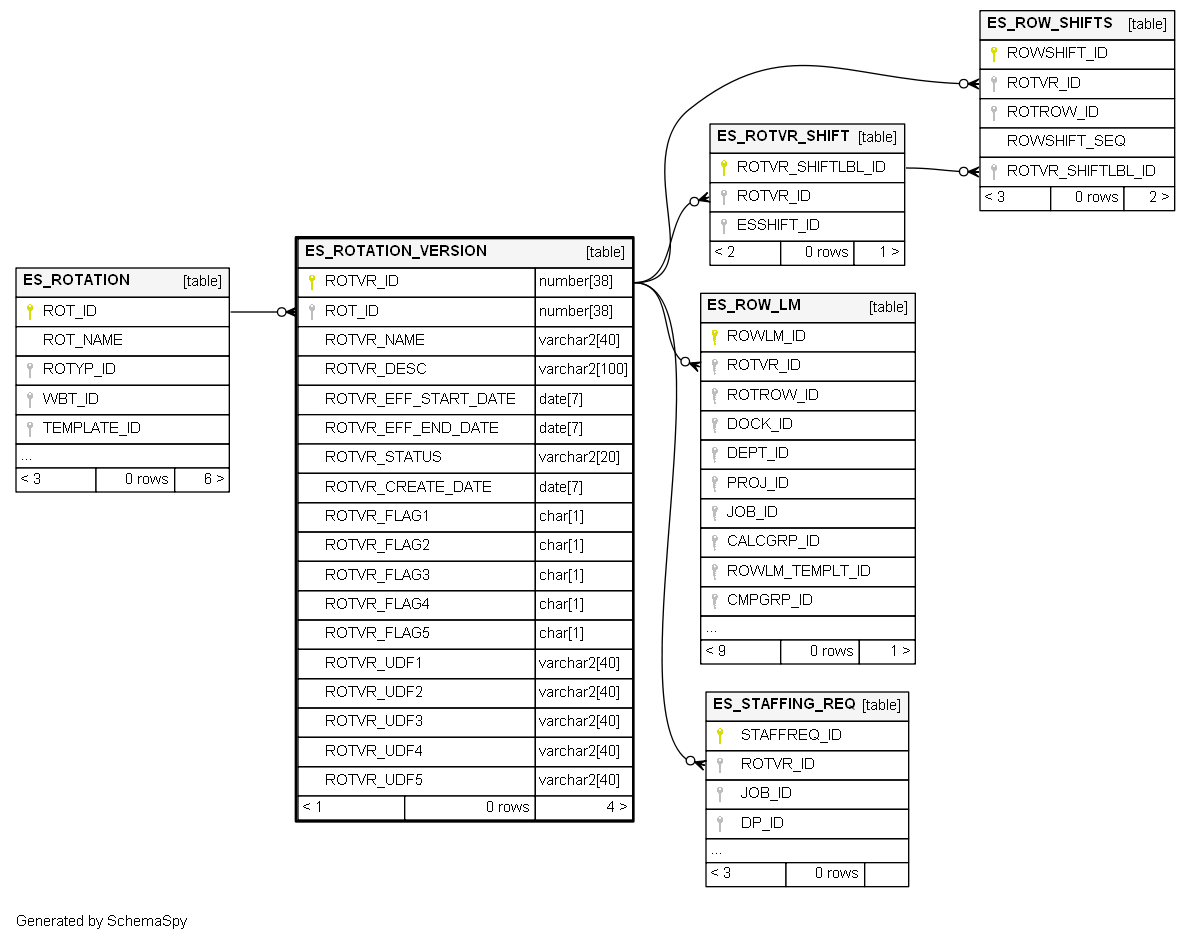 ES_ROTATION [table]
ROT_ID
ROT_NAME
ROTYP_ID
WBT_ID
TEMPLATE_ID
...
< 3 0 rows 6 >
ES_ROTATION_VERSION [table]
ROTVR_ID number[38]
ROT_ID number[38]
ROTVR_NAME varchar2[40]
ROTVR_DESC varchar2[100]
ROTVR_EFF_START_DATE date[7]
ROTVR_EFF_END_DATE date[7]
ROTVR_STATUS varchar2[20]
ROTVR_CREATE_DATE date[7]
ROTVR_FLAG1 char[1]
ROTVR_FLAG2 char[1]
ROTVR_FLAG3 char[1]
ROTVR_FLAG4 char[1]
ROTVR_FLAG5 char[1]
ROTVR_UDF1 varchar2[40]
ROTVR_UDF2 varchar2[40]
ROTVR_UDF3 varchar2[40]
ROTVR_UDF4 varchar2[40]
ROTVR_UDF5 varchar2[40]
< 1 0 rows 4 >
ES_ROTVR_SHIFT [table]
ROTVR_SHIFTLBL_ID
ROTVR_ID
ESSHIFT_ID
< 2 0 rows 1 >
ES_ROW_SHIFTS [table]
ROWSHIFT_ID
ROTVR_ID
ROTROW_ID
ROWSHIFT_SEQ
ROTVR_SHIFTLBL_ID
< 3 0 rows 2 >
ES_ROW_LM [table]
ROWLM_ID
ROTVR_ID
ROTROW_ID
DOCK_ID
DEPT_ID
PROJ_ID
JOB_ID
CALCGRP_ID
ROWLM_TEMPLT_ID
CMPGRP_ID
...
< 9 0 rows 1 >
ES_STAFFING_REQ [table]
STAFFREQ_ID
ROTVR_ID
JOB_ID
DP_ID
...
< 3 0 rows
Generated by SchemaSpy